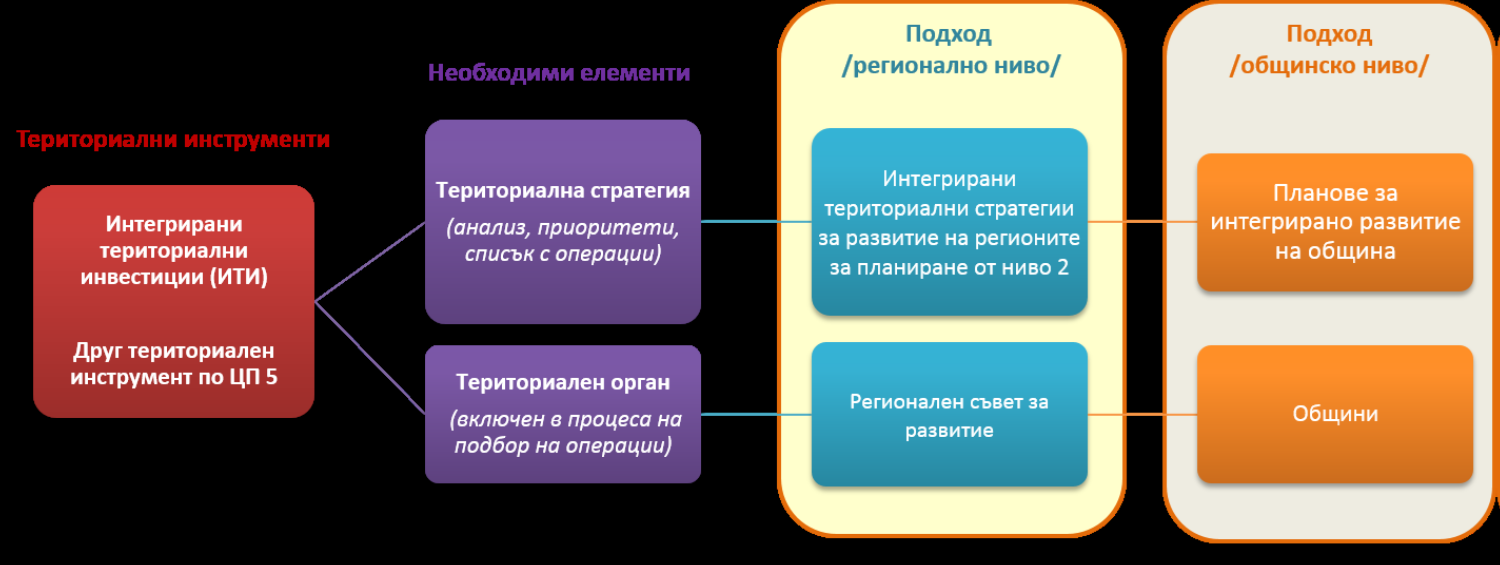 Териториални инструменти
Интегрирани
териториални
инвестиции (ИТИ)
Друг териториален
инструмент по ЦП 5
Необходими елементи
Териториална стратегия
(анализ, приоритети,
списък с операции)
Териториален орган
(включен в процеса на
подбор на операции)
Подход
/регионално ниво/
Интегрирани
териториални стратегии
за развитие на регионите
за планиране от ниво 2
Регионален съвет за
развитие
Подход
/общинско ниво/
Планове за
интегрирано развитие
на община
Общини